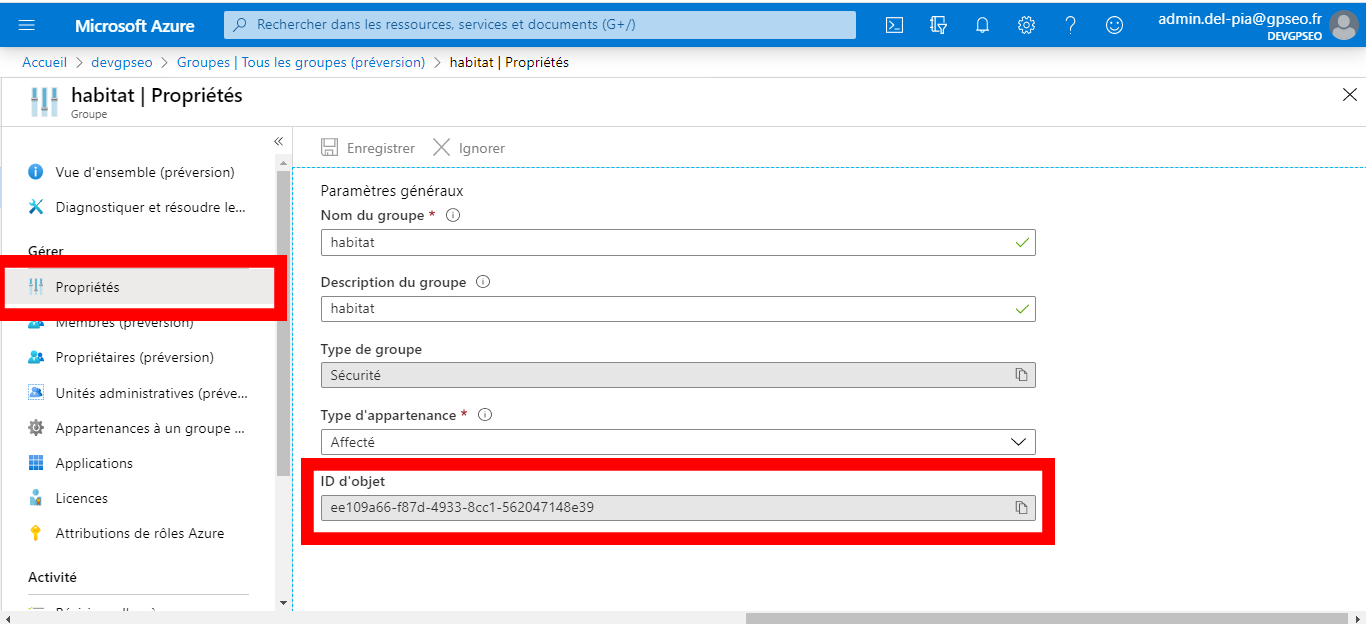 Microsoft Azure
Rechercher dans les ressources, services et documents (G+/)
admin.del-pia@gpseo.fr
DEVGPSEO
Accueil > devgpseo > Groupes | Tous les groupes (préversion) > habitat | Propriétés
habitat | Propriétés
Groupe
Vue d'ensemble (préversion)
Diagnostiquer et résoudre le...
Gérer
Propriétés
Membres (préversion)
Propriétaires (préversion)
Unités administratives (préve...
Appartenances à un groupe ...
Applications
Licences
Attributions de rôles Azure
Activité
Enregistrer
Ignorer
Paramètres généraux
Nom du groupe *
habitat
Description du groupe
habitat
Type de groupe
Sécurité
Type d'appartenance *
Affecté
ID d'objet
ee109a66-f87d-4933-8cc1-562047148e39